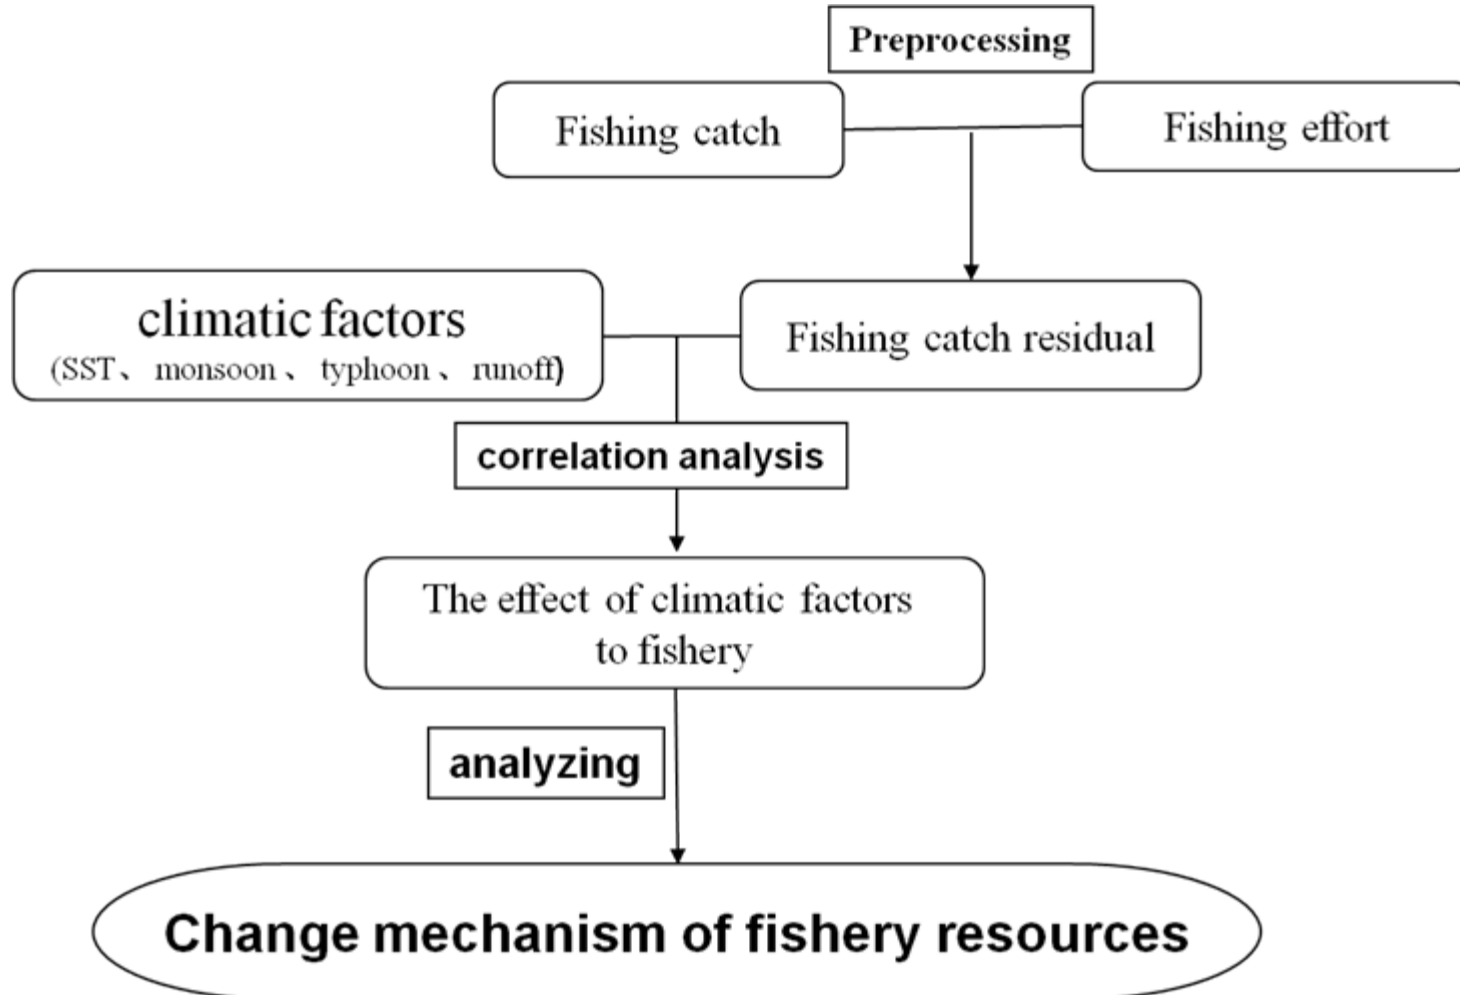 Preprocessing
Fishing catch
Fishing effort
climatic factors
(SST、 monsoon 、 typhoon 、 runoff)
Fishing catch residual
correlation analysis
The effect of climatic factors
to fishery
analyzing
Change mechanism of fishery resources